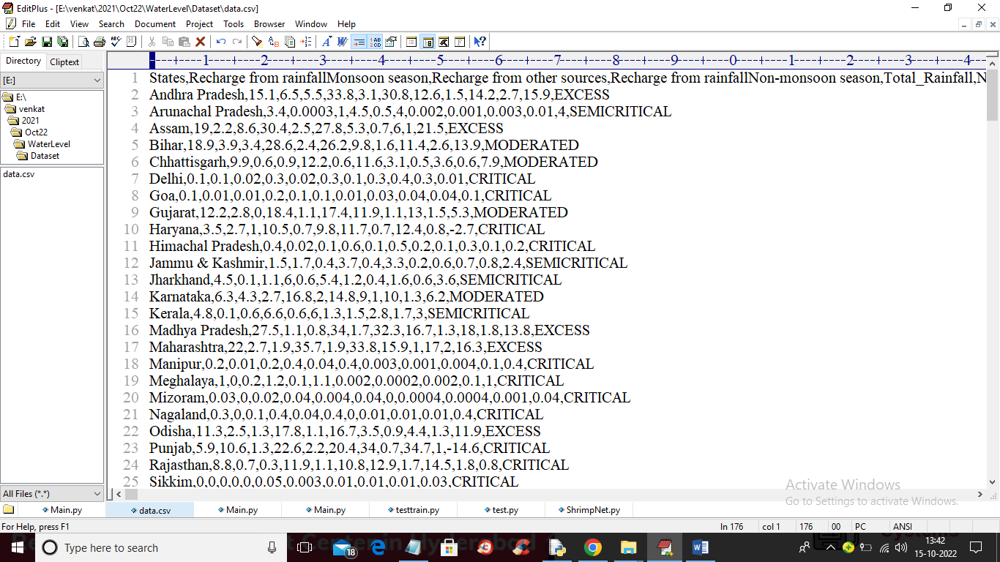 EditPlus - [E:\venkat\2021\Oct22\WaterLevel\Dataset\data.csv]
File Edit View Search Document Project Tools Browser Window Help
Directory Cliptext
[E:]
E:\
venkat
2021
Oct22
WaterLevel
Dataset
data.csv
All Files (*.*)
----+----1----+----2----+----3----+----4----+----5----+----6----+----7----+----8----+----9----+----0----+----1----+----2----+----3----+----4----
1 States,Recharge from rainfallMonsoon season,Recharge from other sources,Recharge from rainfallNon-monsoon season,Total_Rainfall,N
2 Andhra Pradesh,15.1,6.5,5.5,33.8,3.1,30.8,12.6,1.5,14.2,2.7,15.9,EXCESS
3 Arunachal Pradesh,3.4,0.0003,1,4.5,0.5,4,0.002,0.001,0.003,0.01,4,SEMICRITICAL
4 Assam,19,2.2,8.6,30.4,2.5,27.8,5.3,0.7,6,1,21.5,EXCESS
5 Bihar,18.9,3.9,3.4,28.6,2.4,26.2,9.8,1.6,11.4,2.6,13.9,MODERATED
6 Chhattisgarh,9.9,0.6,0.9,12.2,0.6,11.6,3.1,0.5,3.6,0.6,7.9,MODERATED
7 Delhi,0.1,0.1,0.02,0.3,0.02,0.3,0.1,0.3,0.4,0.3,0.01,CRITICAL
8 Goa,0.1,0.01,0.01,0.2,0.1,0.1,0.01,0.03,0.04,0.04,0.1,CRITICAL
9 Gujarat,12.2,2.8,0,18.4,1.1,17.4,11.9,1.1,13,1.5,5.3,MODERATED
10 Haryana,3.5,2.7,1,10.5,0.7,9.8,11.7,0.7,12.4,0.8,-2.7,CRITICAL
11 Himachal Pradesh,0.4,0.02,0.1,0.6,0.1,0.5,0.2,0.1,0.3,0.1,0.2,CRITICAL
12 Jammu & Kashmir,1.5,1.7,0.4,3.7,0.4,3.3,0.2,0.6,0.7,0.8,2.4,SEMICRITICAL
13 Jharkhand,4.5,0.1,1.1,6,0.6,5.4,1.2,0.4,1.6,0.6,3.6,SEMICRITICAL
14 Karnataka,6.3,4.3,2.7,16.8,2,14.8,9,1,10,1.3,6.2,MODERATED
15 Kerala,4.8,0.1,0.6,6.6,0.6,6,1.3,1.5,2.8,1.7,3,SEMICRITICAL
16 Madhya Pradesh,27.5,1.1,0.8,34,1.7,32.3,16.7,1.3,18,1.8,13.8,EXCESS
17 Maharashtra,22,2.7,1.9,35.7,1.9,33.8,15.9,1,17,2,16.3,EXCESS
18 Manipur,0.2,0.01,0.2,0.4,0.04,0.4,0.003,0.001,0.004,0.1,0.4,CRITICAL
19 Meghalaya,1,0,0.2,1.2,0.1,1.1,0.002,0.0002,0.002,0.1,1,CRITICAL
20 Mizoram,0.03,0,0.02,0.04,0.004,0.04,0,0.0004,0.0004,0.001,0.04,CRITICAL
21 Nagaland,0.3,0,0.1,0.4,0.04,0.4,0,0.01,0.01,0.01,0.4,CRITICAL
22 Odisha,11.3,2.5,1.3,17.8,1.1,16.7,3.5,0.9,4.4,1.3,11.9,EXCESS
23 Punjab,5.9,10.6,1.3,22.6,2.2,20.4,34,0.7,34.7,1,-14.6,CRITICAL
24 Rajasthan,8.8,0.7,0.3,11.9,1.1,10.8,12.9,1.7,14.5,1.8,0.8,CRITICAL
25 Sikkim,0,0,0,0,0.05,0.003,0.01,0.01,0.01,0.03,CRITICAL
Activate Windows
Go to Settings to activate Windows.
Main.py data.csv Main.py Main.py testtrain.py test.py ShrimpNet.py
For Help, press F1 ln 176 col 1 176 00 PC ANSI
Type here to search
18
13:42
15-10-2022